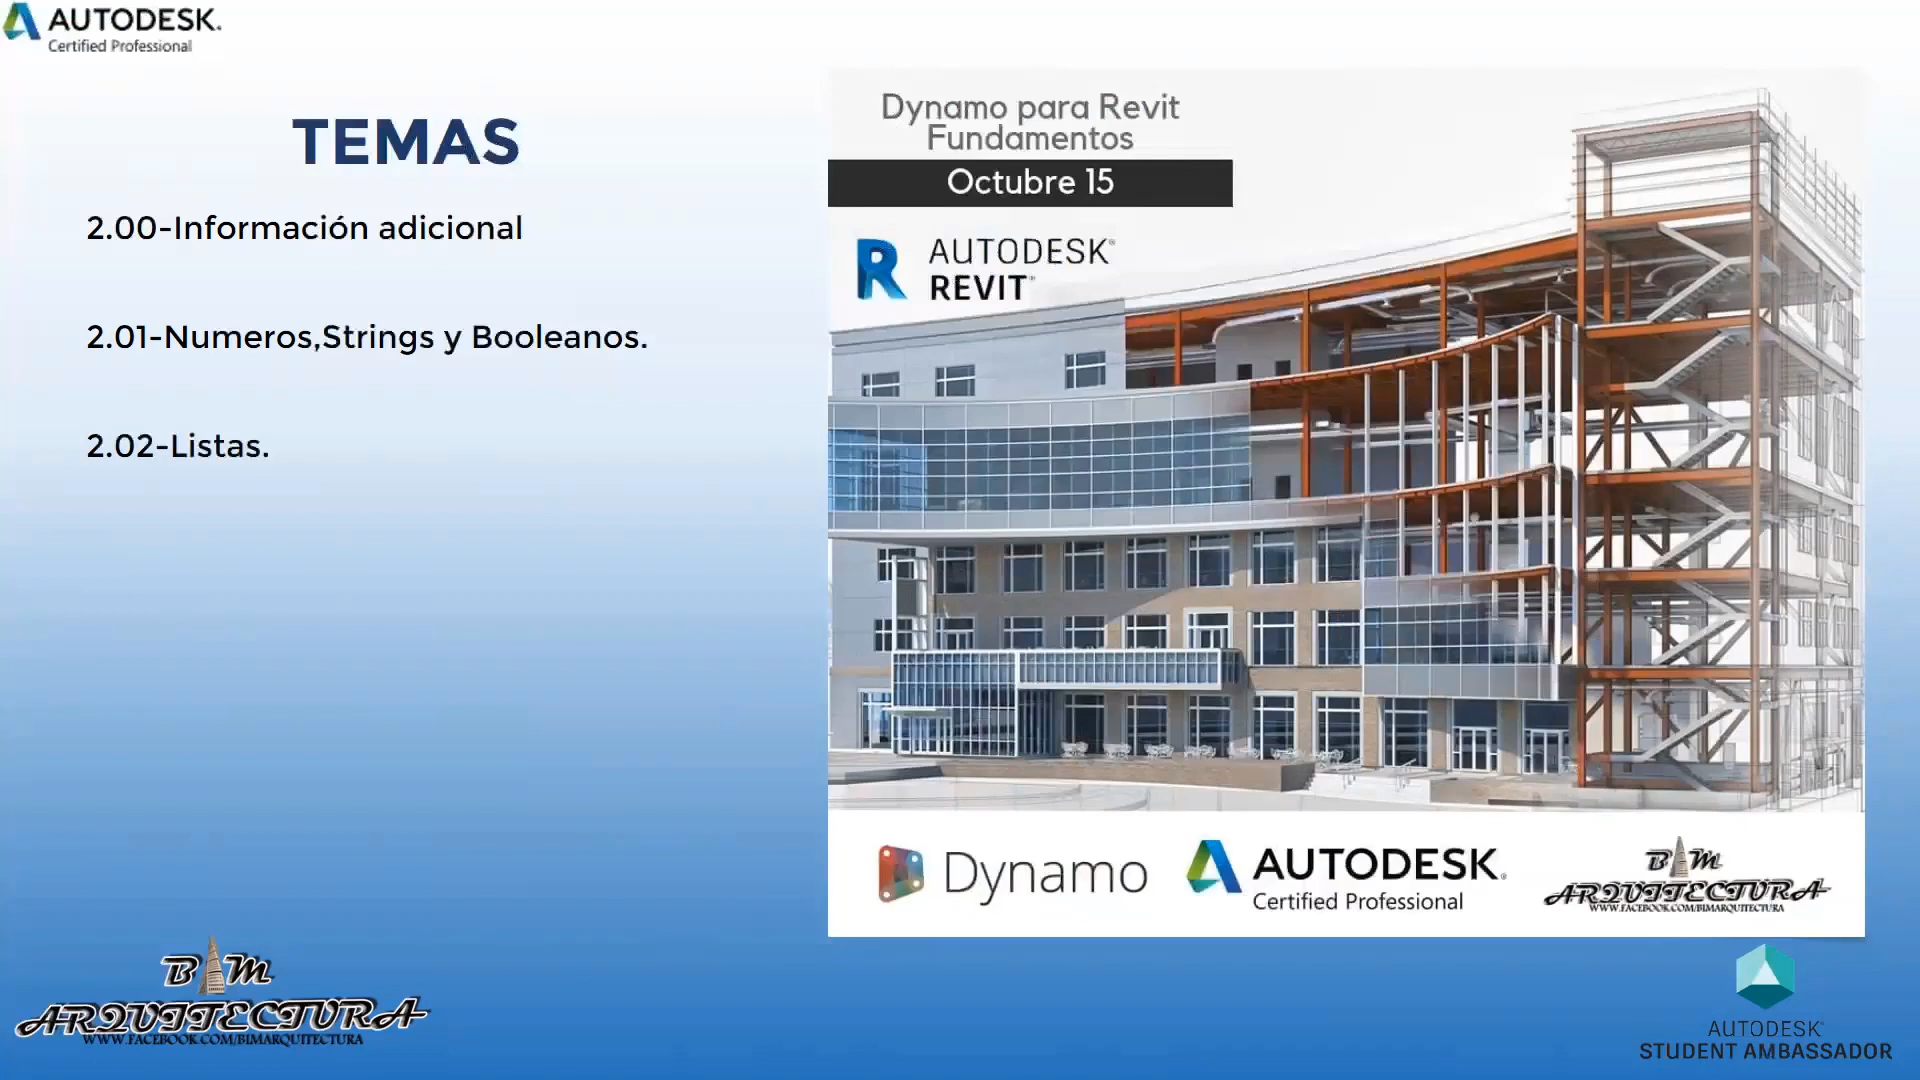 AUTODESK.
Certified Professional
TEMAS
2.00-Información adicional
2.01-Numeros,Strings y Booleanos.
2.02-Listas.
Dynamo para Revit
Fundamentos
Octubre 15
R AUTODESK®
REVIT®
Dynamo
AUTODESK®
Certified Professional
BIM
ARQUITECTURA
WWW.FACEBOOK.COM/BIMARQUITECTURA
BIM
ARQUITECTURA
WWW.FACEBOOK.COM/BIMARQUITECTURA
AUTODESK®
STUDENT AMBASSADOR